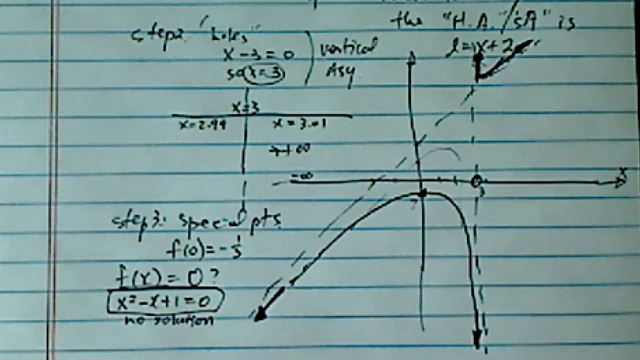 the "H.A."/SA" is
step2 "holes"
l=1x+2
x-3=0
so x=3
vertical
Asy
x=3
x=2.99 x=3.01
+∞
-∞
x
3
step3: special pts
f(0)=-1/3
f(x)=0?
x²-x+1=0
no solution